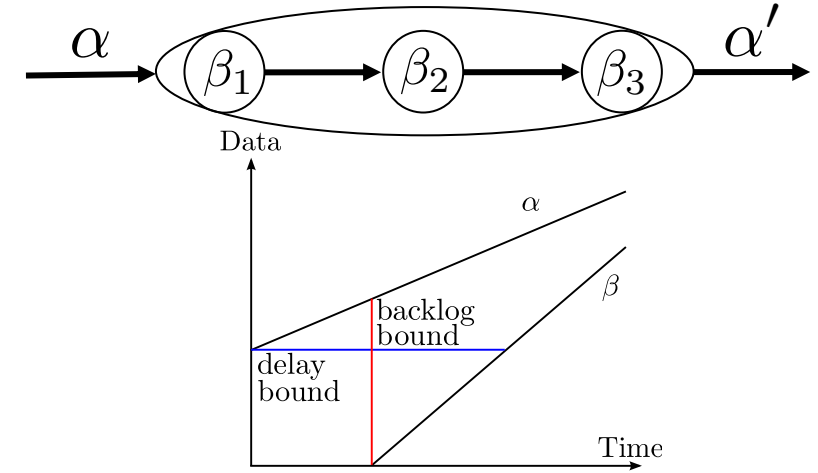 α β₁ β₂ β₃ α′
Data
α
β
backlog
bound
delay
bound
Time